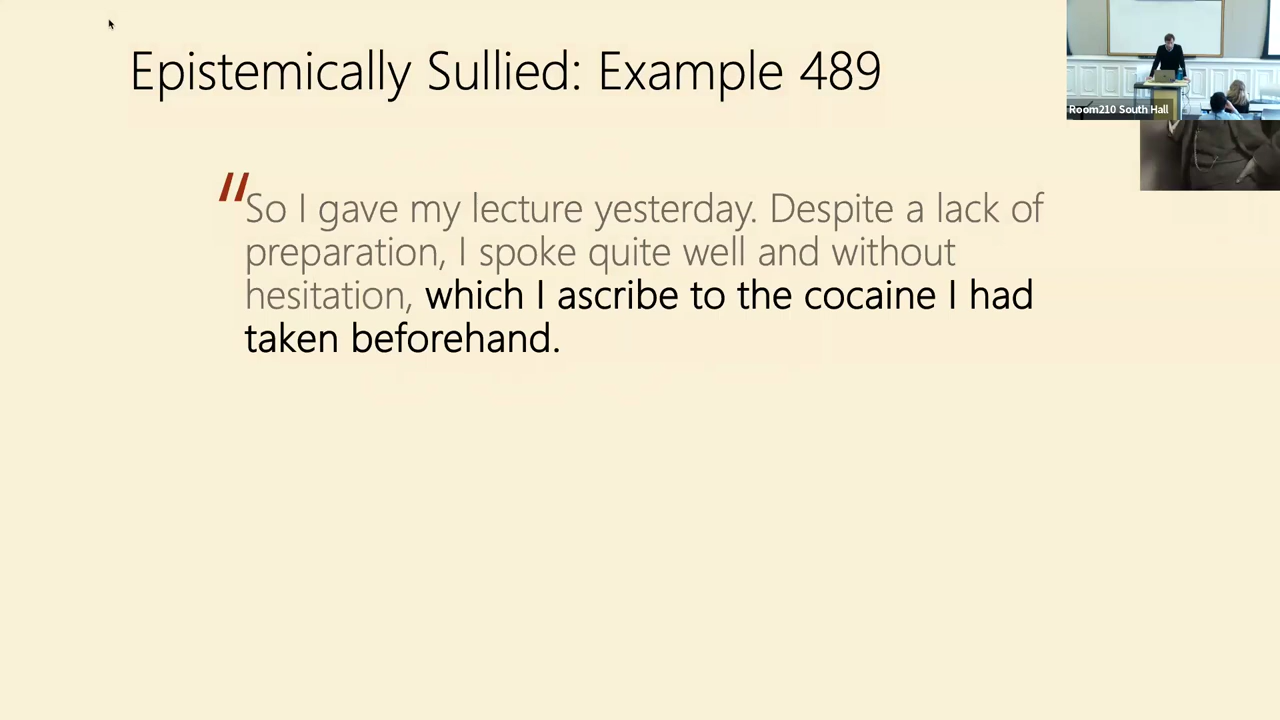 Epistemically Sullied: Example 489
Room210 South Hall
"So I gave my lecture yesterday. Despite a lack of
preparation, I spoke quite well and without
hesitation, which I ascribe to the cocaine I had
taken beforehand.